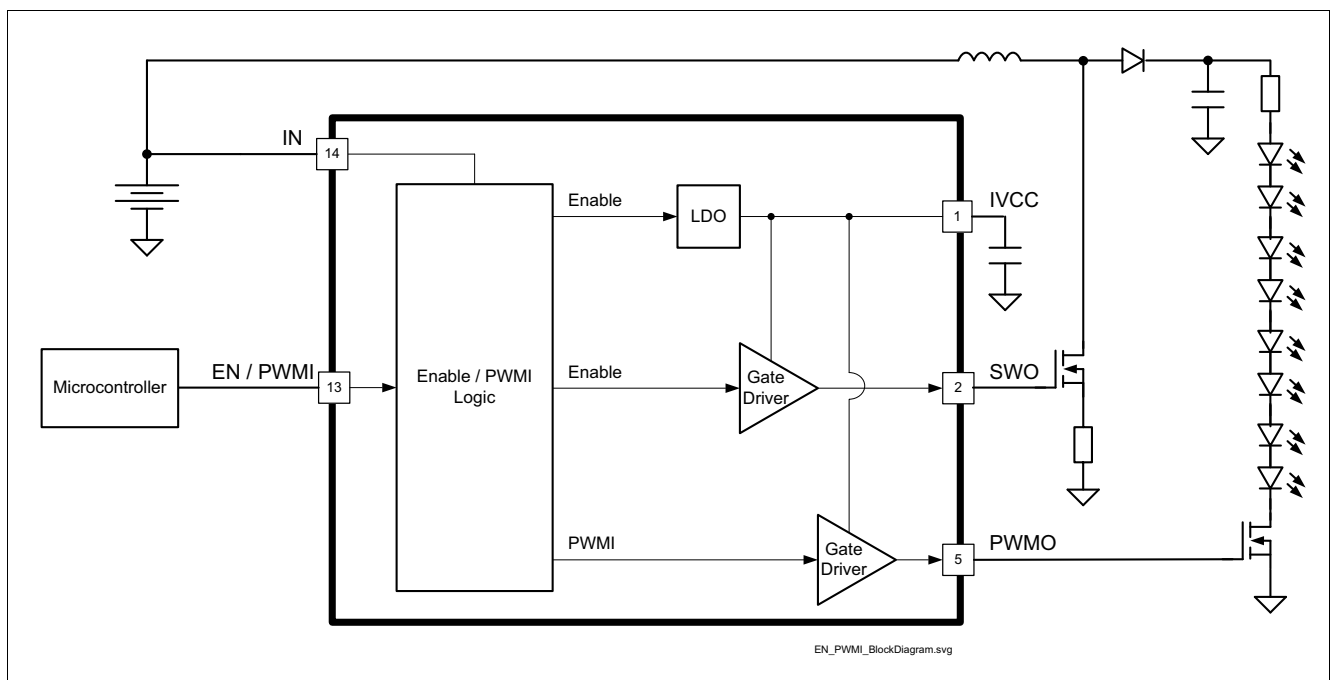 IN
14
Enable
LDO
IVCC
1
Microcontroller
EN / PWMI
13
Enable / PWMI
Logic
Enable
Gate
Driver
2
SWO
PWMI
Gate
Driver
5
PWMO
EN_PWMI_BlockDiagram.svg